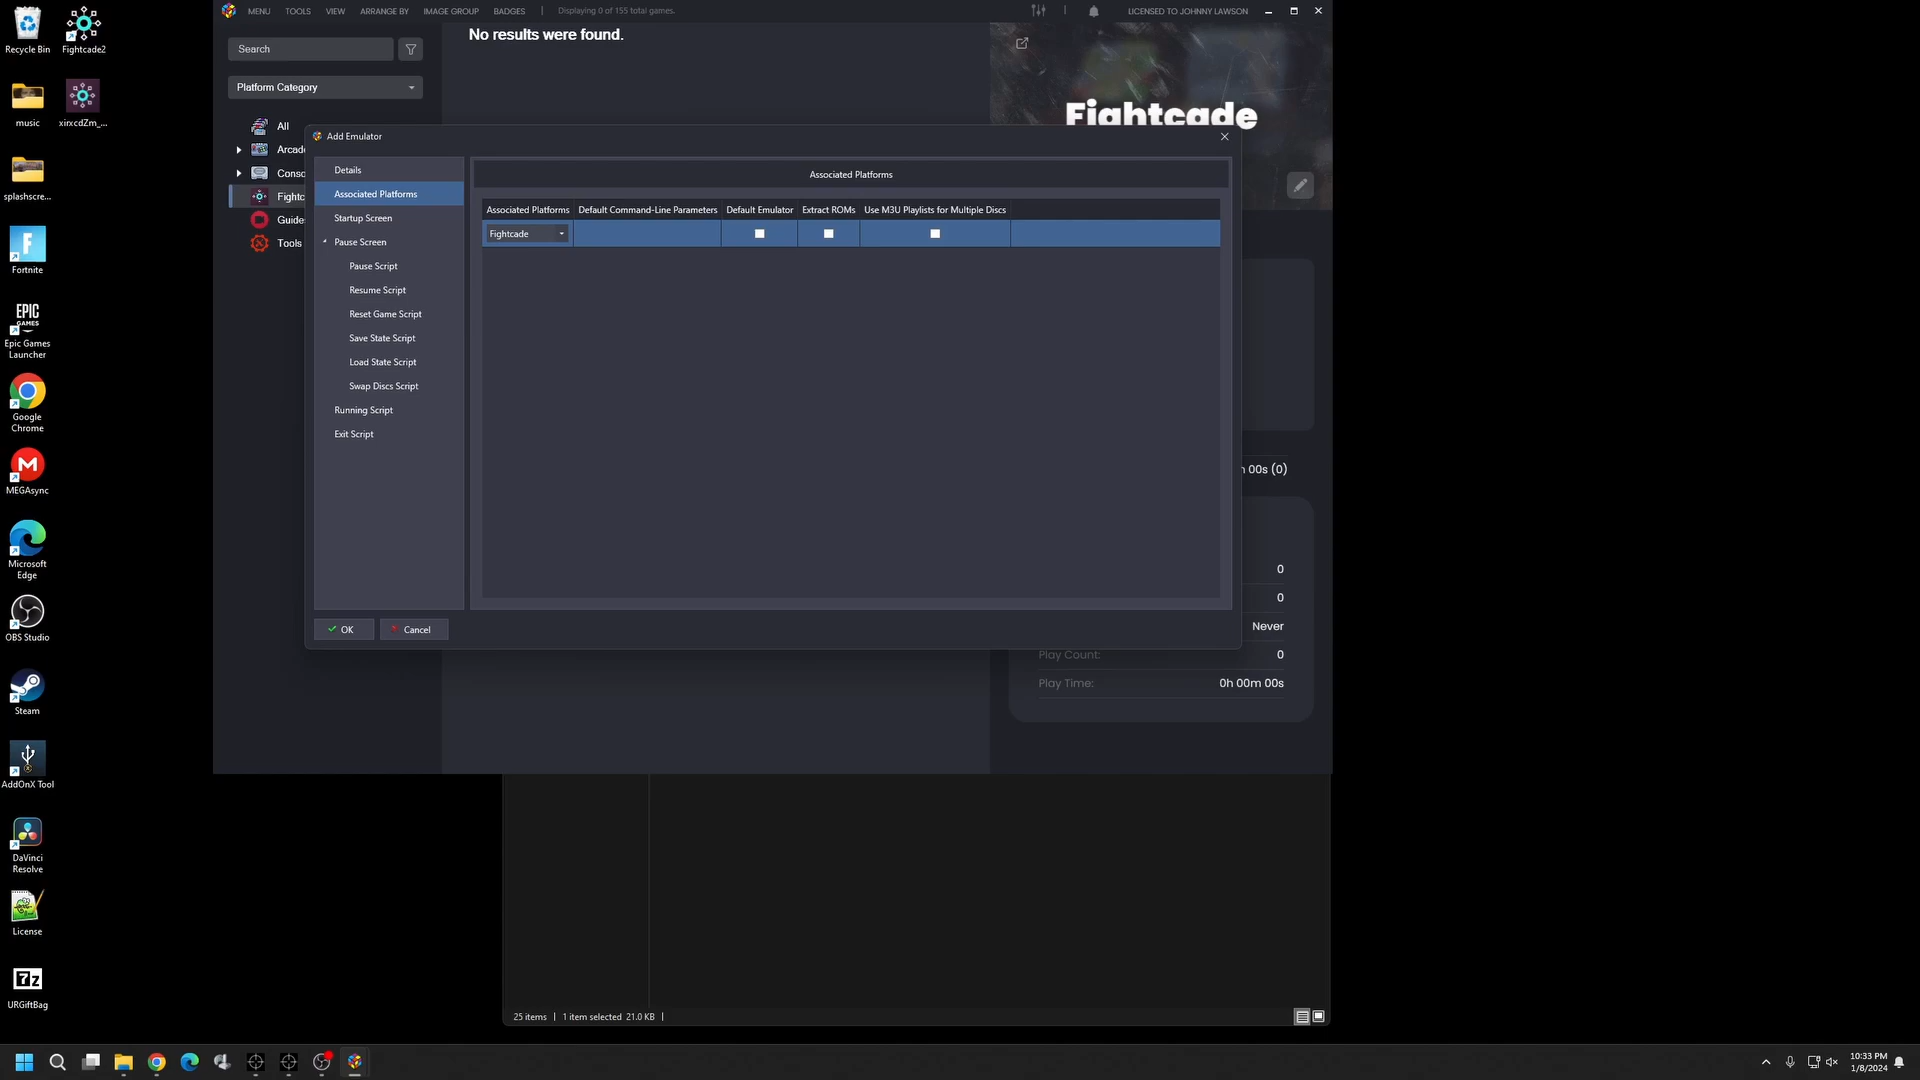 MENU TOOLS VIEW ARRANGE BY IMAGE GROUP BADGES | Displaying 0 of 155 total games. | LICENSED TO JOHNNY LAWSON
Search
No results were found.
Platform Category
Fightcade
All
Arcade
Conso
Fightc
Guide
Tools
Add Emulator
Details
Associated Platforms
Startup Screen
Pause Screen
Pause Script
Resume Script
Reset Game Script
Save State Script
Load State Script
Swap Discs Script
Running Script
Exit Script
Associated Platforms
Associated Platforms Default Command-Line Parameters Default Emulator Extract ROMs Use M3U Playlists for Multiple Discs
Fightcade
OK Cancel
00s (0)
0
0
Never
Play Count: 0
Play Time: 0h 00m 00s
25 items | 1 item selected 21.0 KB |
Recycle Bin
Fightcade2
music
splashscre...
Fortnite
EPIC
GAMES
Epic Games
Launcher
Google
Chrome
MEGAsync
Microsoft
Edge
OBS Studio
Steam
AddOnX Tool
DaVinci
Resolve
License
7z
URGiftBag
10:33 PM
1/8/2024